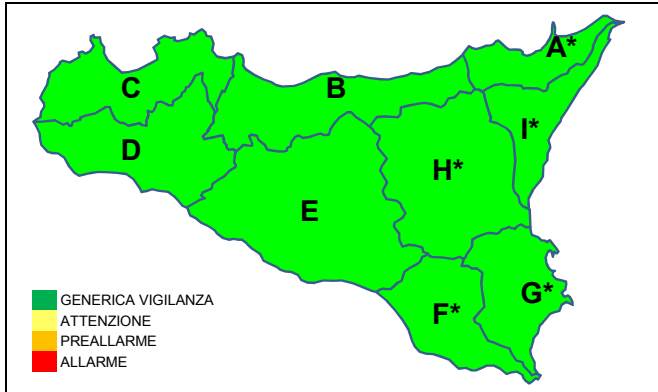 A*
C
B
I*
D
H*
E
G*
F*
GENERICA VIGILANZA
ATTENZIONE
PREALLARME
ALLARME